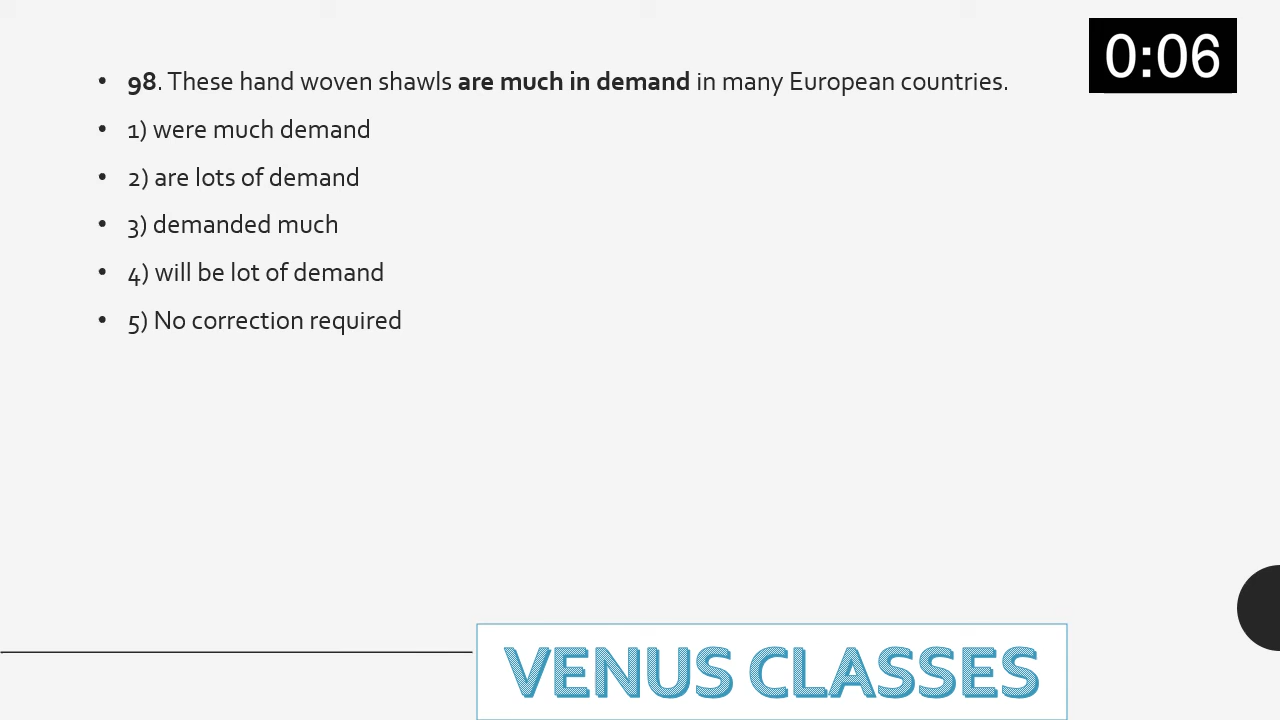 0:06
• 98. These hand woven shawls are much in demand in many European countries.
• 1) were much demand
• 2) are lots of demand
• 3) demanded much
• 4) will be lot of demand
• 5) No correction required
VENUS CLASSES